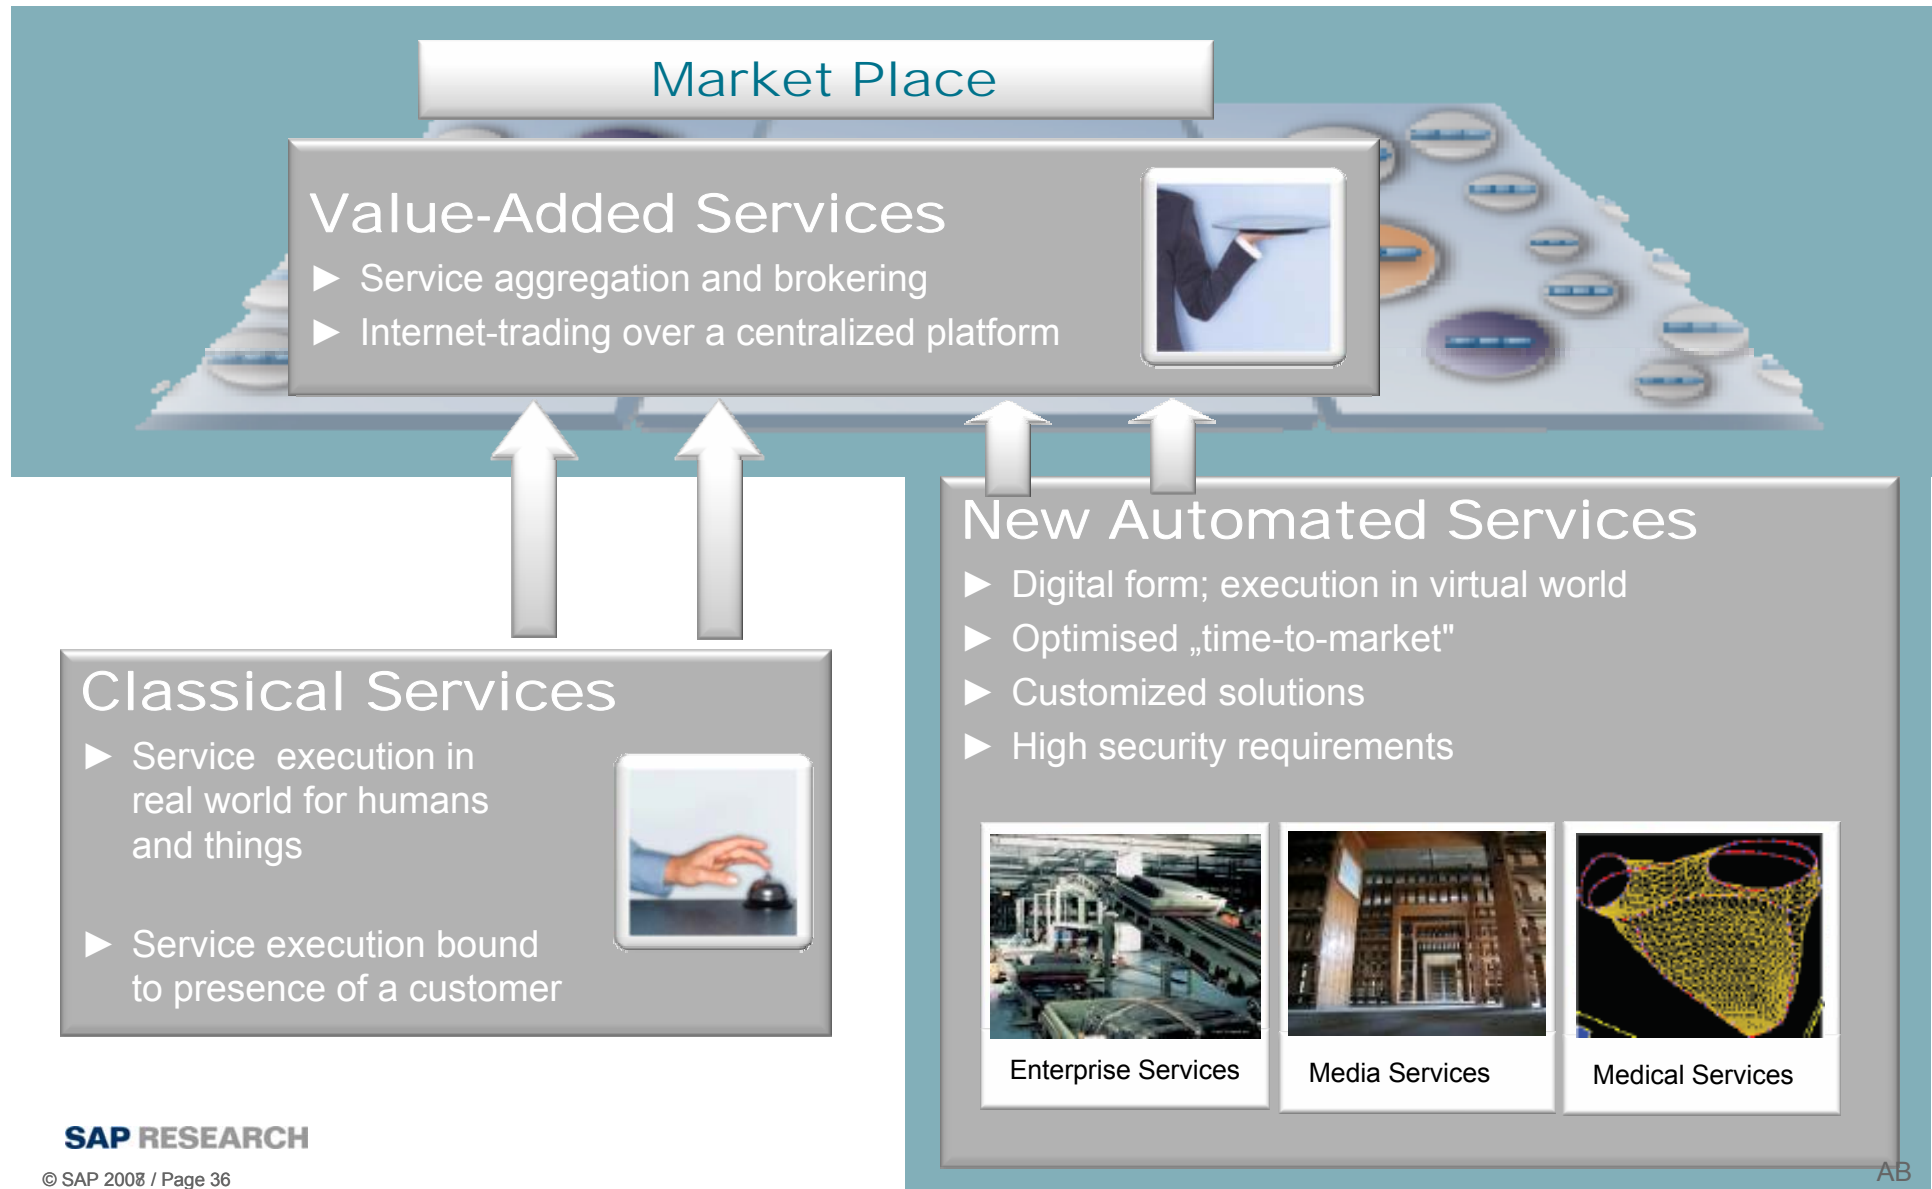 Market Place
Value-Added Services
► Service aggregation and brokering
► Internet-trading over a centralized platform
Classical Services
► Service execution in
real world for humans
and things
► Service execution bound
to presence of a customer
New Automated Services
► Digital form; execution in virtual world
► Optimised „time-to-market"
► Customized solutions
► High security requirements
Enterprise Services
Media Services
Medical Services
SAP RESEARCH
© SAP / Page 36
AB